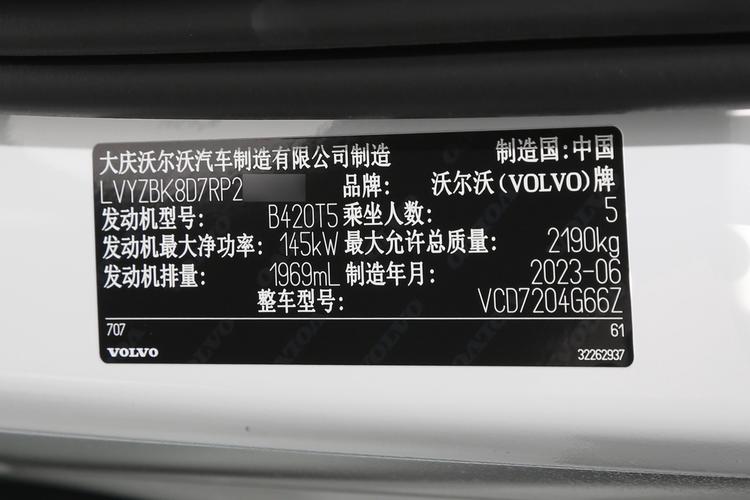 大庆沃尔沃汽车制造有限公司制造 制造国:中国
LVYZBK8D7RP2 品牌: 沃尔沃(VOLVO)牌
发动机型号: B420T5 乘坐人数: 5
发动机最大净功率: 145kW 最大允许总质量: 2190kg
发动机排量: 1969mL 制造年月: 2023-06
整车型号: VCD7204G66Z
707 61
VOLVO 32262937